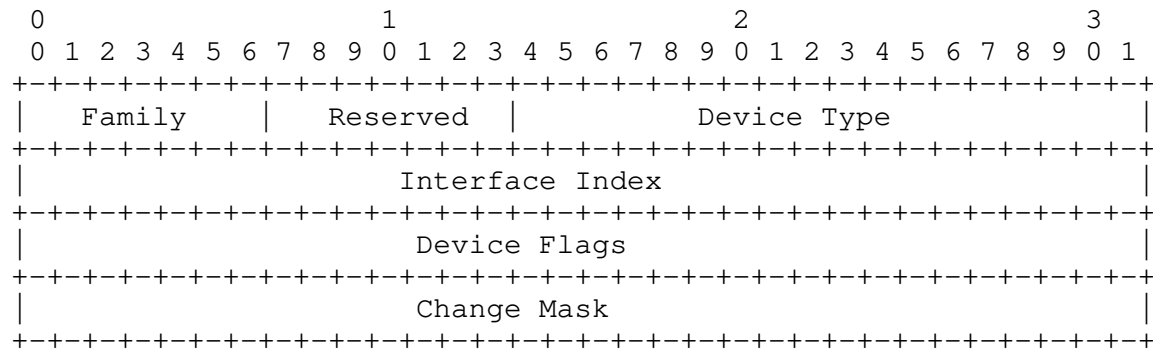 0                   1                   2                   3
 0 1 2 3 4 5 6 7 8 9 0 1 2 3 4 5 6 7 8 9 0 1 2 3 4 5 6 7 8 9 0 1
+-+-+-+-+-+-+-+-+-+-+-+-+-+-+-+-+-+-+-+-+-+-+-+-+-+-+-+-+-+-+-+-+
|   Family    |   Reserved  |          Device Type              |
+-+-+-+-+-+-+-+-+-+-+-+-+-+-+-+-+-+-+-+-+-+-+-+-+-+-+-+-+-+-+-+-+
|                     Interface Index                           |
+-+-+-+-+-+-+-+-+-+-+-+-+-+-+-+-+-+-+-+-+-+-+-+-+-+-+-+-+-+-+-+-+
|                      Device Flags                             |
+-+-+-+-+-+-+-+-+-+-+-+-+-+-+-+-+-+-+-+-+-+-+-+-+-+-+-+-+-+-+-+-+
|                      Change Mask                              |
+-+-+-+-+-+-+-+-+-+-+-+-+-+-+-+-+-+-+-+-+-+-+-+-+-+-+-+-+-+-+-+-+